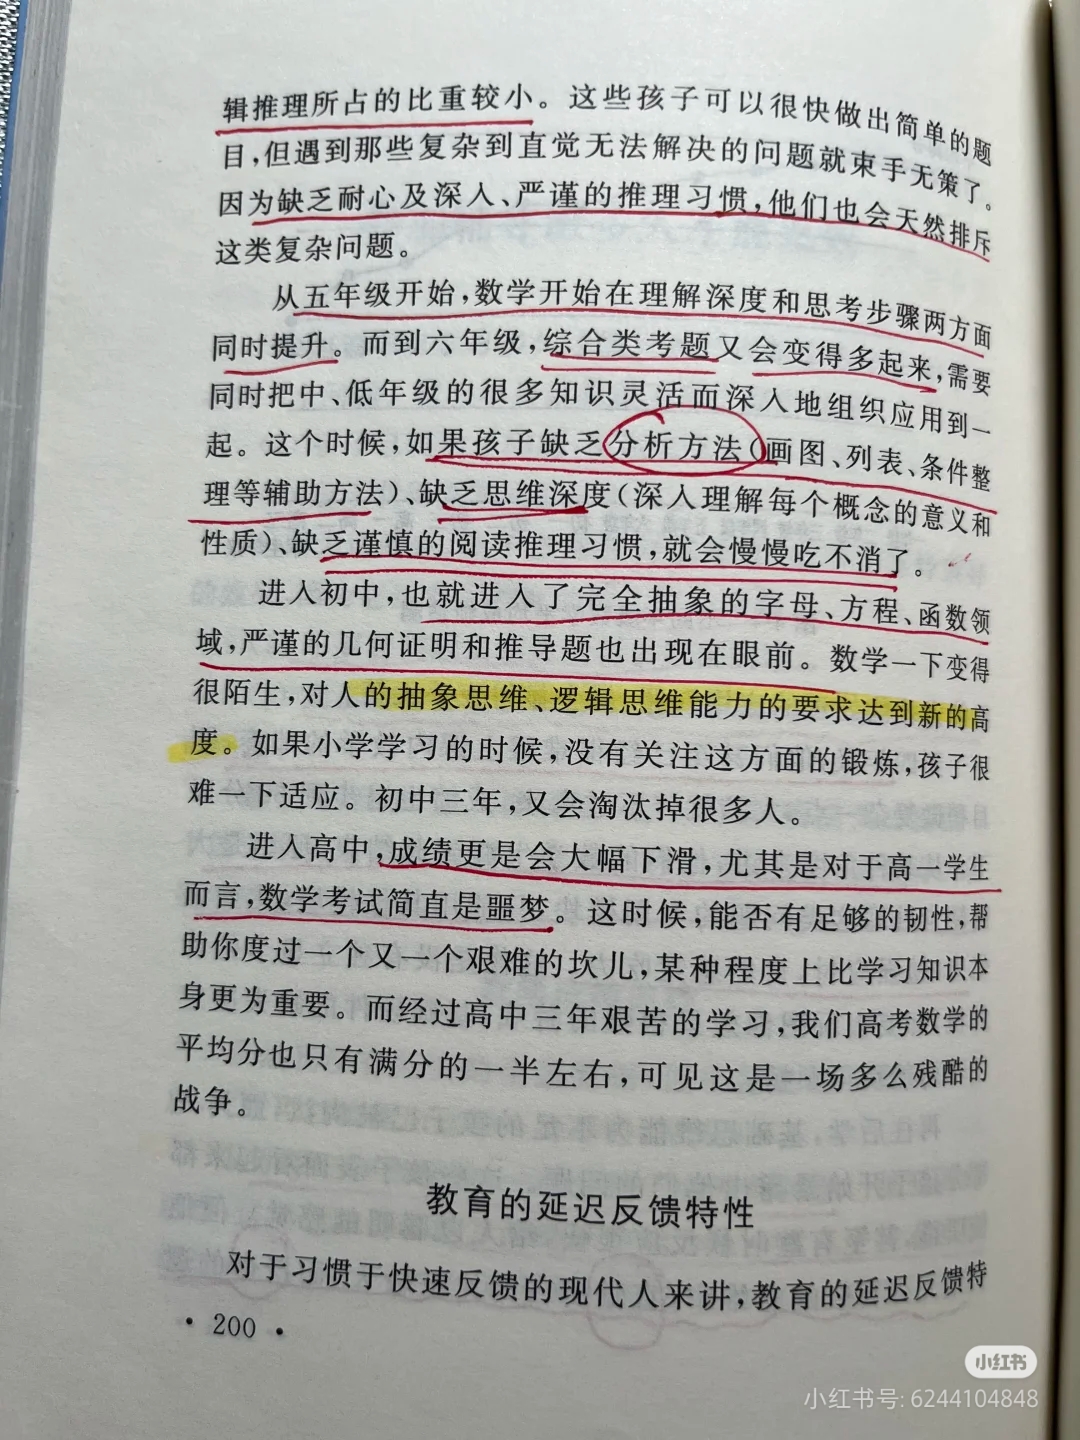 辑推理所占的比重较小。这些孩子可以很快做出简单的题
目,但遇到那些复杂到直觉无法解决的问题就束手无策了。
因为缺乏耐心及深入、严谨的推理习惯,他们也会天然排斥
这类复杂问题。
从五年级开始,数学开始在理解深度和思考步骤两方面
同时提升。而到六年级,综合类考题又会变得多起来,需要
同时把中、低年级的很多知识灵活而深入地组织应用到一
起。这个时候,如果孩子缺乏分析方法(画图、列表、条件整
理等辅助方法)、缺乏思维深度(深入理解每个概念的意义和
性质)、缺乏谨慎的阅读推理习惯,就会慢慢吃不消了。
进入初中,也就进入了完全抽象的字母、方程、函数领
域,严谨的几何证明和推导题也出现在眼前。数学一下变得
很陌生,对人的抽象思维、逻辑思维能力的要求达到新的高
度。如果小学学习的时候,没有关注这方面的锻炼,孩子很
难一下适应。初中三年,又会淘汰掉很多人。
进入高中,成绩更是会大幅下滑,尤其是对于高一学生
而言,数学考试简直是噩梦。这时候,能否有足够的韧性,帮
助你度过一个又一个艰难的坎儿,某种程度上比学习知识本
身更为重要。而经过高中三年艰苦的学习,我们高考数学的
平均分也只有满分的一半左右,可见这是一场多么残酷的
战争。
教育的延迟反馈特性
对于习惯于快速反馈的现代人来讲,教育的延迟反馈特
• 200 •
小红书
小红书号: 6244104848